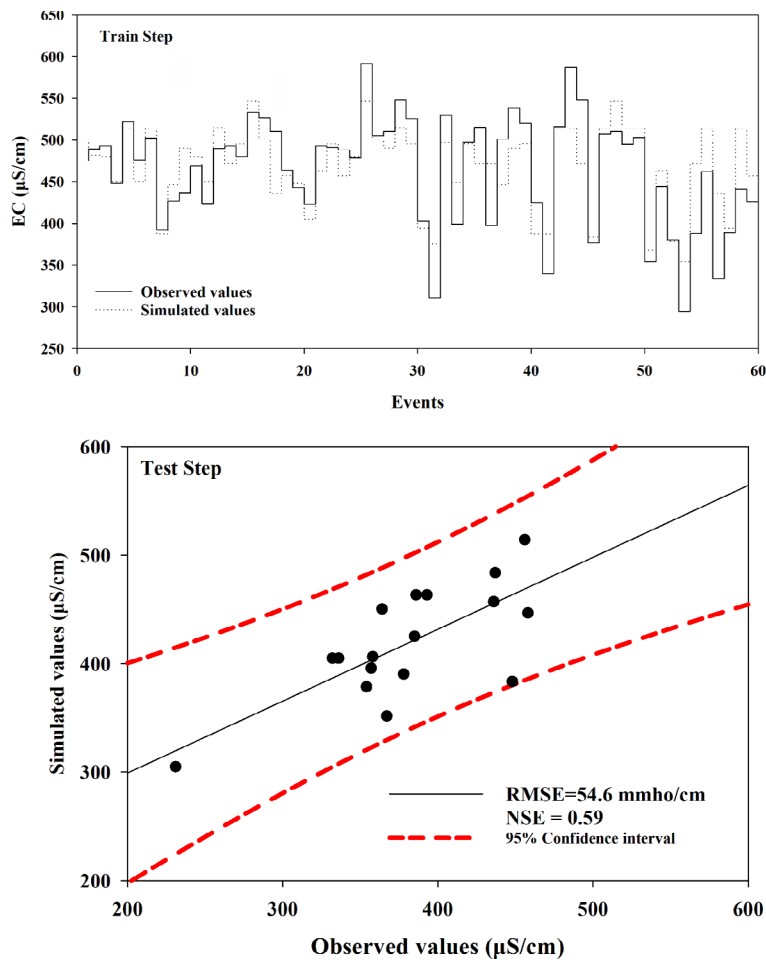 650
Train Step
600
550
500
450
400
350
300
250
EC (µS/cm)
Observed values
Simulated values
0
10
20
30
40
50
60
Events
600
Test Step
500
400
300
200
Simulated values (µS/cm)
RMSE=54.6 mmho/cm
NSE = 0.59
95% Confidence interval
200
300
400
500
600
Observed values (µS/cm)